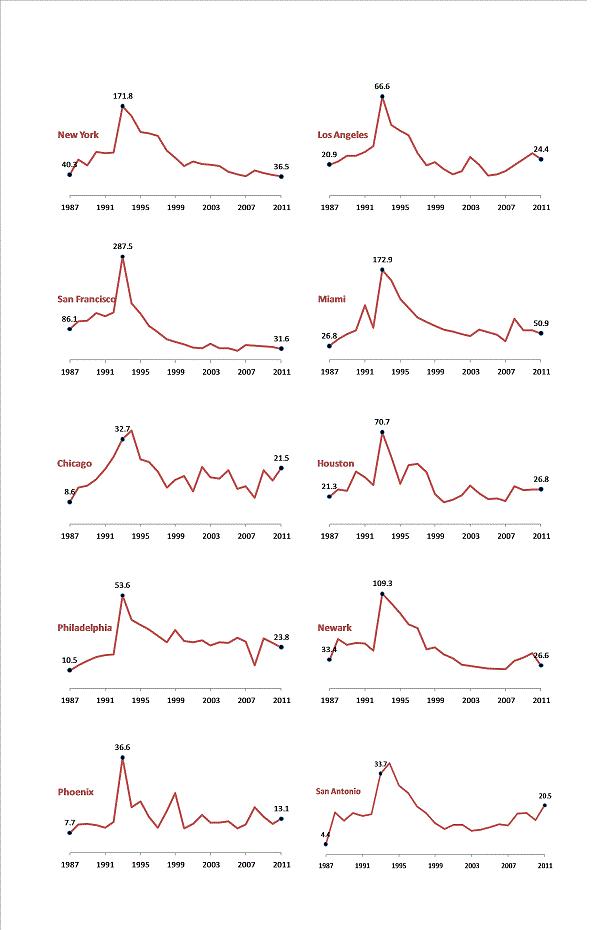 171.8
New York
40.3
36.5
1987 1991 1995 1999 2003 2007 2011
66.6
Los Angeles
20.9
24.4
1987 1991 1995 1999 2003 2007 2011
287.5
San Francisco
86.1
31.6
1987 1991 1995 1999 2003 2007 2011
172.9
Miami
26.8
50.9
1987 1991 1995 1999 2003 2007 2011
32.7
Chicago
8.6
21.5
1987 1991 1995 1999 2003 2007 2011
70.7
Houston
21.3
26.8
1987 1991 1995 1999 2003 2007 2011
53.6
Philadelphia
10.5
23.8
1987 1991 1995 1999 2003 2007 2011
109.3
Newark
33.4
26.6
1987 1991 1995 1999 2003 2007 2011
36.6
Phoenix
7.7
13.1
1987 1991 1995 1999 2003 2007 2011
33.7
San Antonio
4.4
20.5
1987 1991 1995 1999 2003 2007 2011